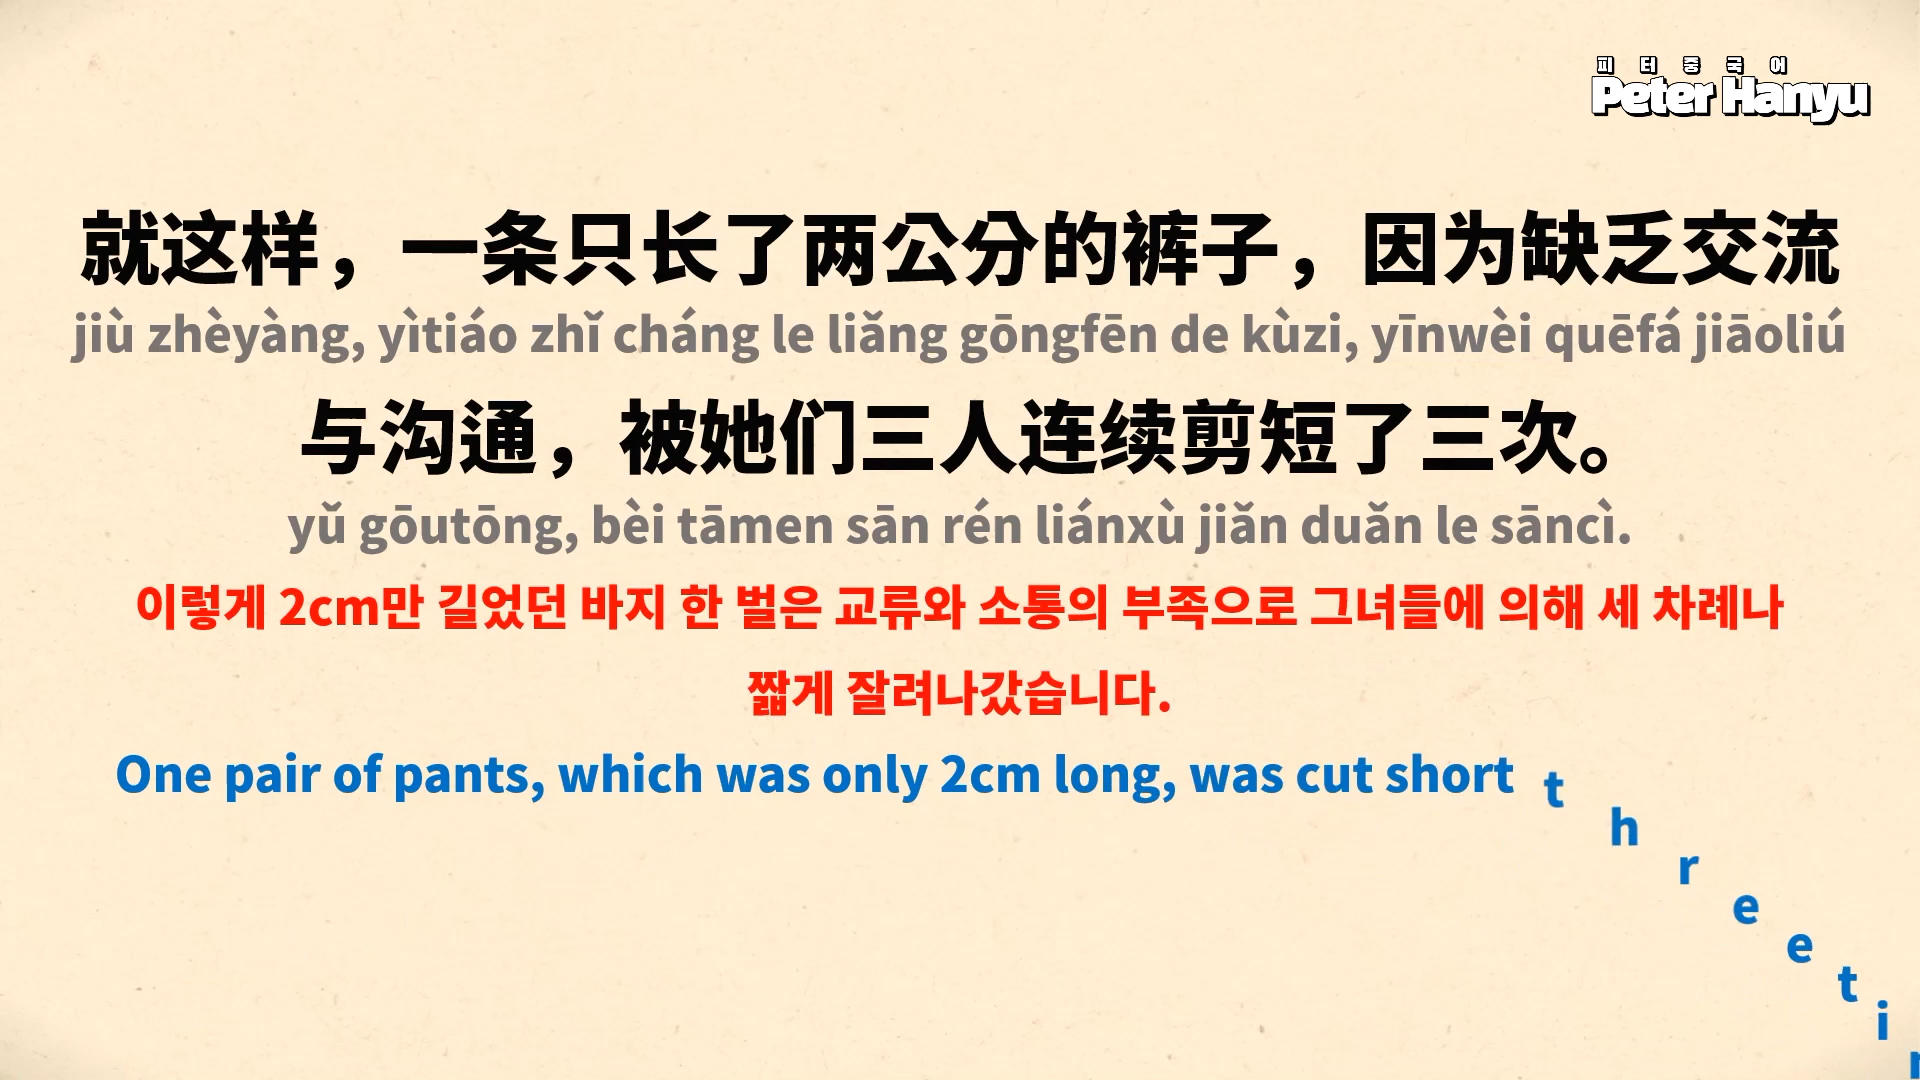 피터중국어
Peter Hanyu
就这样，一条只长了两公分的裤子，因为缺乏交流
jiù zhèyàng, yìtiáo zhǐ cháng le liǎng gōngfēn de kùzi, yīnwèi quēfá jiāoliú
与沟通，被她们三人连续剪短了三次。
yǔ gōutōng, bèi tāmen sān rén liánxù jiǎn duǎn le sāncì.
이렇게 2cm만 길었던 바지 한 벌은 교류와 소통의 부족으로 그녀들에 의해 세 차례나
짧게 잘려나갔습니다.
One pair of pants, which was only 2cm long, was cut short three ti